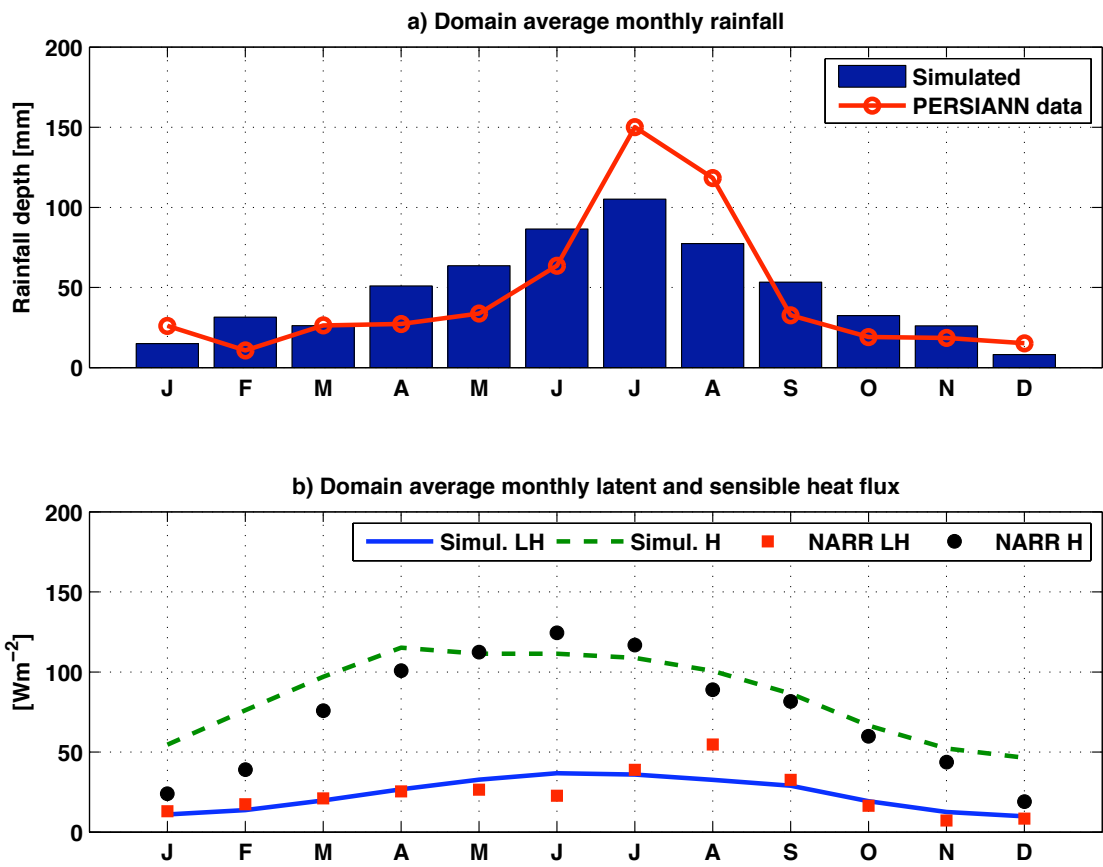 a) Domain average monthly rainfall
Rainfall depth [mm]
200
150
100
50
0
Simulated
PERSIANN data
J F M A M J J A S O N D
b) Domain average monthly latent and sensible heat flux
[Wm−2]
200
150
100
50
0
Simul. LH Simul. H NARR LH NARR H
J F M A M J J A S O N D